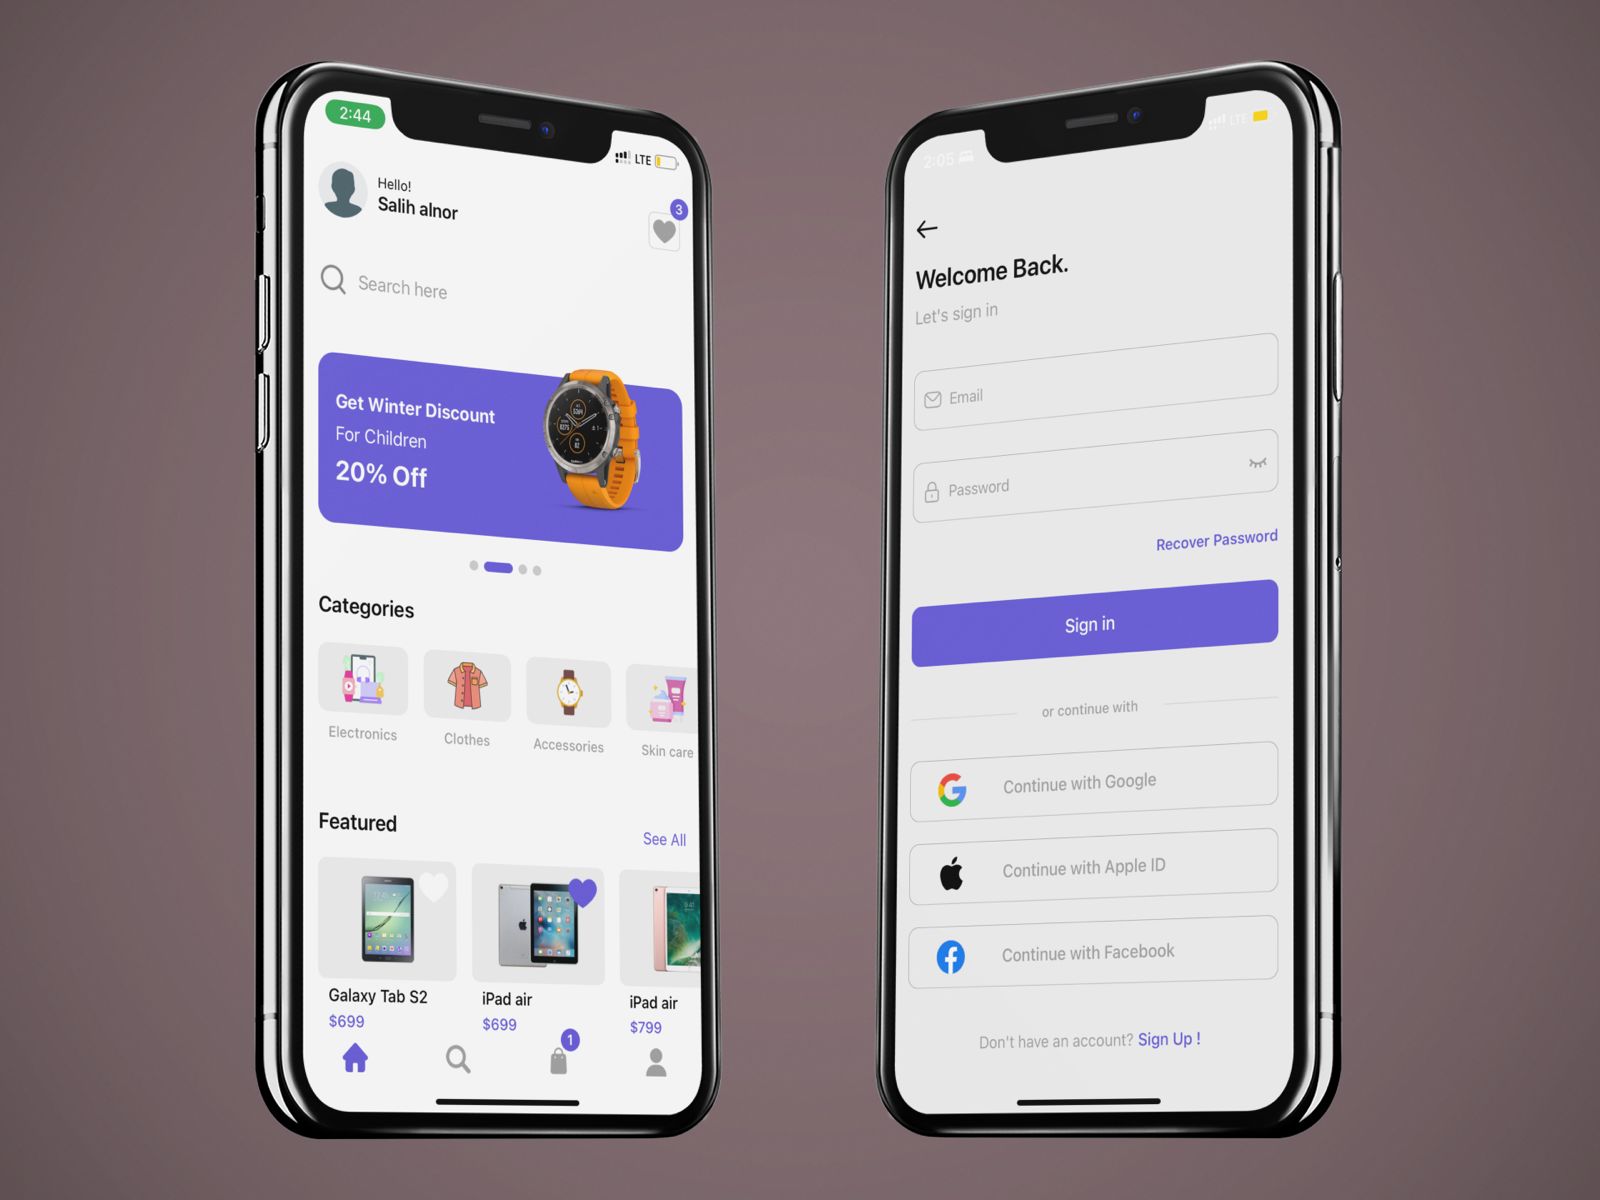 2:44
LTE
Hello!
Salih alnor
3
Search here
Get Winter Discount
For Children
20% Off
Categories
Electronics
Clothes
Accessories
Skin care
Featured
See All
Galaxy Tab S2
$699
iPad air
$699
iPad air
$799
1
2:05
LTE
Welcome Back.
Let's sign in
Email
Password
Recover Password
Sign in
or continue with
Continue with Google
Continue with Apple ID
Continue with Facebook
Don't have an account? Sign Up !